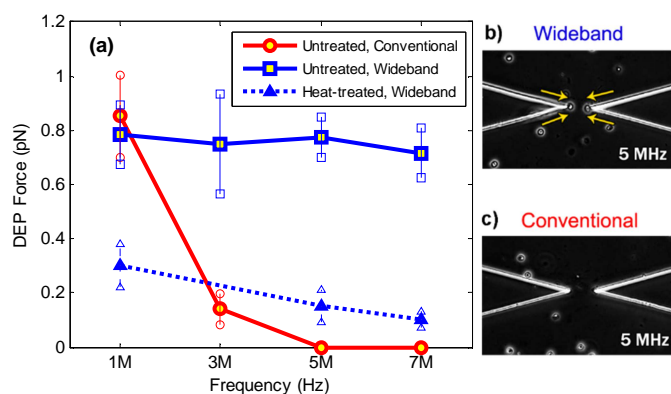 (a)
Untreated, Conventional
Untreated, Wideband
Heat-treated, Wideband
1.2
1
0.8
0.6
0.4
0.2
0
DEP Force (pN)
1M
3M
5M
7M
Frequency (Hz)
b) Wideband
5 MHz
c) Conventional
5 MHz